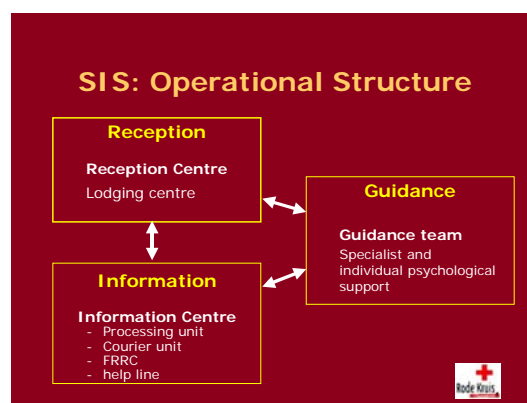 SIS: Operational Structure
Reception
Reception Centre
Lodging centre
Guidance
Guidance team
Specialist and
individual psychological
support
Information
Information Centre
- Processing unit
- Courier unit
- FRRC
- help line
Rode Kruis